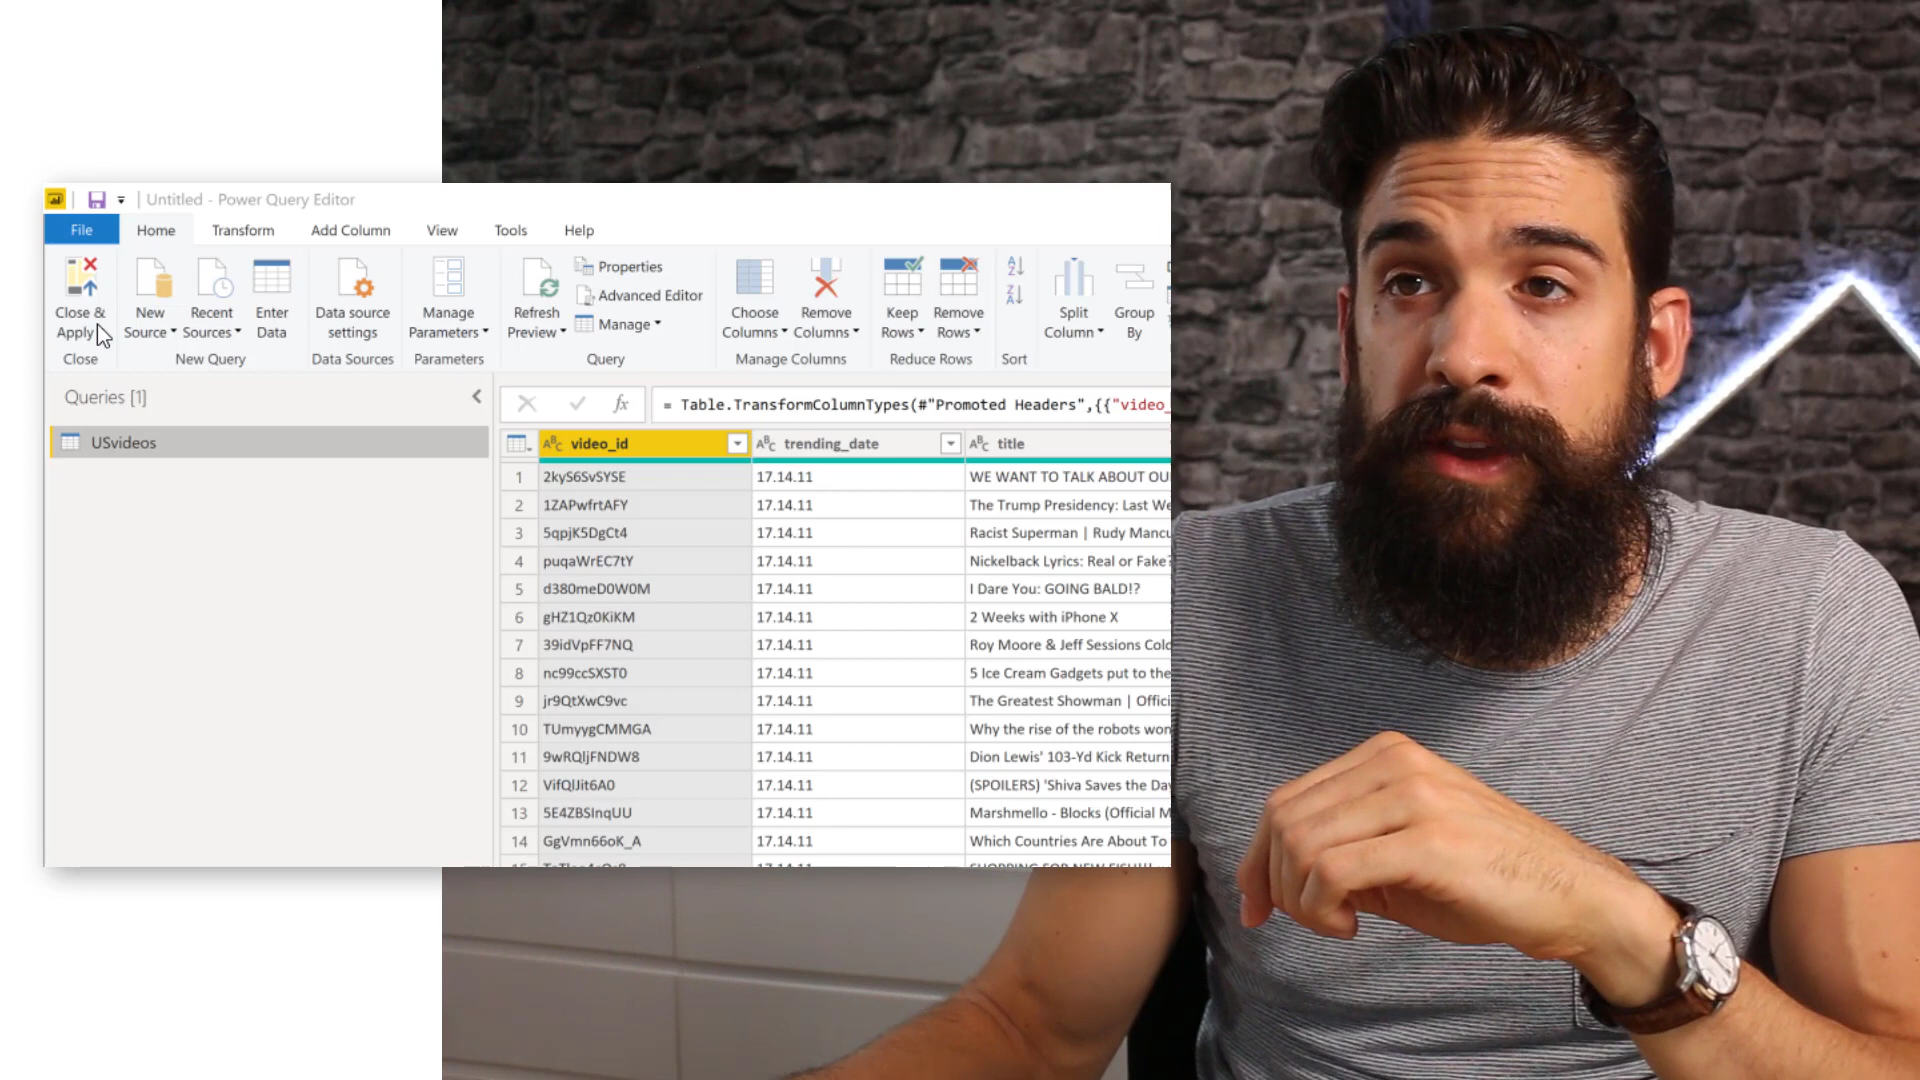 Untitled - Power Query Editor
File Home Transform Add Column View Tools Help
Close & Apply
New Source
Recent Sources
Enter Data
Data source settings
Manage Parameters
Refresh Preview
Properties
Advanced Editor
Manage
Choose Columns
Remove Columns
Keep Rows
Remove Rows
Split Column
Group By
Close
New Query
Data Sources
Parameters
Query
Manage Columns
Reduce Rows
Sort
Queries [1]
USvideos
fx = Table.TransformColumnTypes(#"Promoted Headers",{{"video_
video_id trending_date title
1 2kyS6SvSYSE 17.14.11 WE WANT TO TALK ABOUT OU
2 1ZAPwfrtAFY 17.14.11 The Trump Presidency: Last We
3 5qpjK5DgCt4 17.14.11 Racist Superman | Rudy Mancu
4 puqaWrEC7tY 17.14.11 Nickelback Lyrics: Real or Fake?
5 d380meD0W0M 17.14.11 I Dare You: GOING BALD!?
6 gHZ1Qz0KiKM 17.14.11 2 Weeks with iPhone X
7 39idVpFF7NQ 17.14.11 Roy Moore & Jeff Sessions Cold
8 nc99ccSXST0 17.14.11 5 Ice Cream Gadgets put to the
9 jr9QtXwC9vc 17.14.11 The Greatest Showman | Offici
10 TUmyygCMMGA 17.14.11 Why the rise of the robots won
11 9wRQljFNDW8 17.14.11 Dion Lewis' 103-Yd Kick Return
12 VifQlJit6A0 17.14.11 (SPOILERS) 'Shiva Saves the Day
13 5E4ZBSInqUU 17.14.11 Marshmello - Blocks (Official M
14 GgVmn66oK_A 17.14.11 Which Countries Are About To